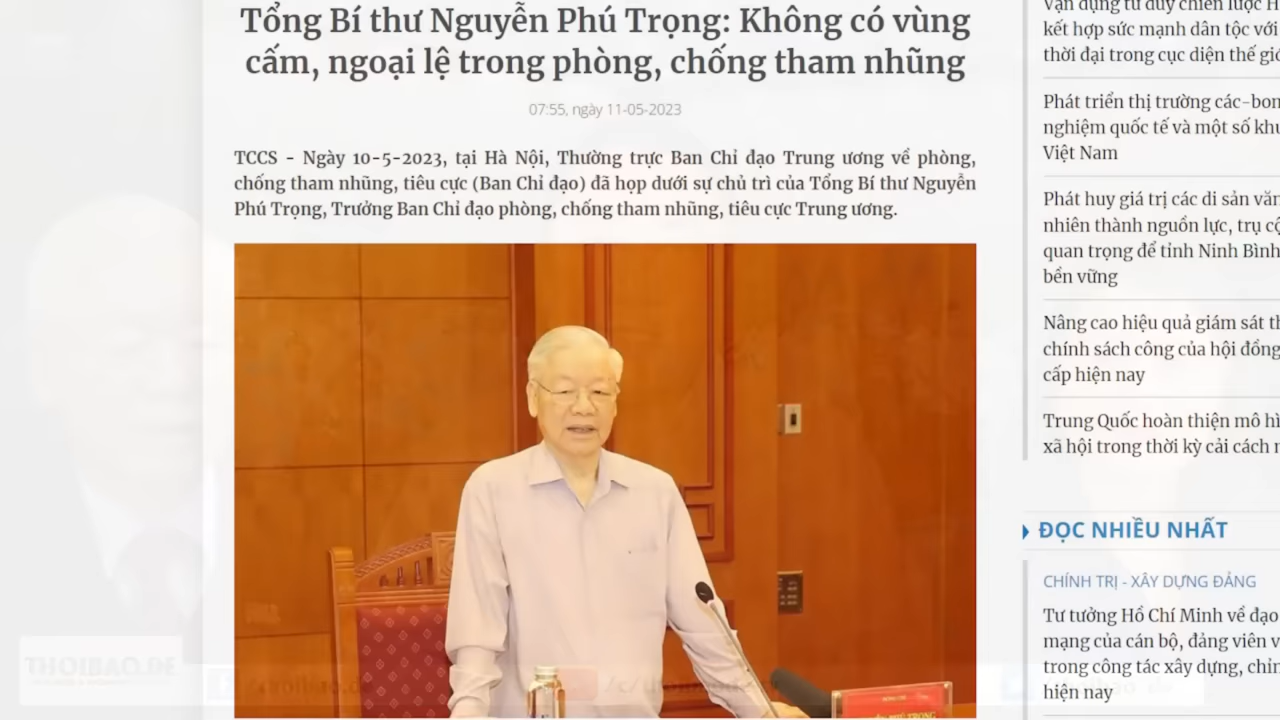 Tổng Bí thư Nguyễn Phú Trọng: Không có vùng
cấm, ngoại lệ trong phòng, chống tham nhũng
07:55, ngày 11-05-2023
TCCS - Ngày 10-5-2023, tại Hà Nội, Thường trực Ban Chỉ đạo Trung ương về phòng,
chống tham nhũng, tiêu cực (Ban Chỉ đạo) đã họp dưới sự chủ trì của Tổng Bí thư Nguyễn
Phú Trọng, Trưởng Ban Chỉ đạo phòng, chống tham nhũng, tiêu cực Trung ương.
Vận dụng tư duy chiến lược H
kết hợp sức mạnh dân tộc với
thời đại trong cục diện thế giớ
Phát triển thị trường các-bon
nghiệm quốc tế và một số khu
Việt Nam
Phát huy giá trị các di sản văn
nhiên thành nguồn lực, trụ cộ
quan trọng để tỉnh Ninh Bình
bền vững
Nâng cao hiệu quả giám sát th
chính sách công của hội đồng
cấp hiện nay
Trung Quốc hoàn thiện mô hì
xã hội trong thời kỳ cải cách
ĐỌC NHIỀU NHẤT
CHÍNH TRỊ - XÂY DỰNG ĐẢNG
Tư tưởng Hồ Chí Minh về đạo
mạng của cán bộ, đảng viên v
trong công tác xây dựng, chỉn
hiện nay
THOIBAO.DE
PHÚ TRỌNG